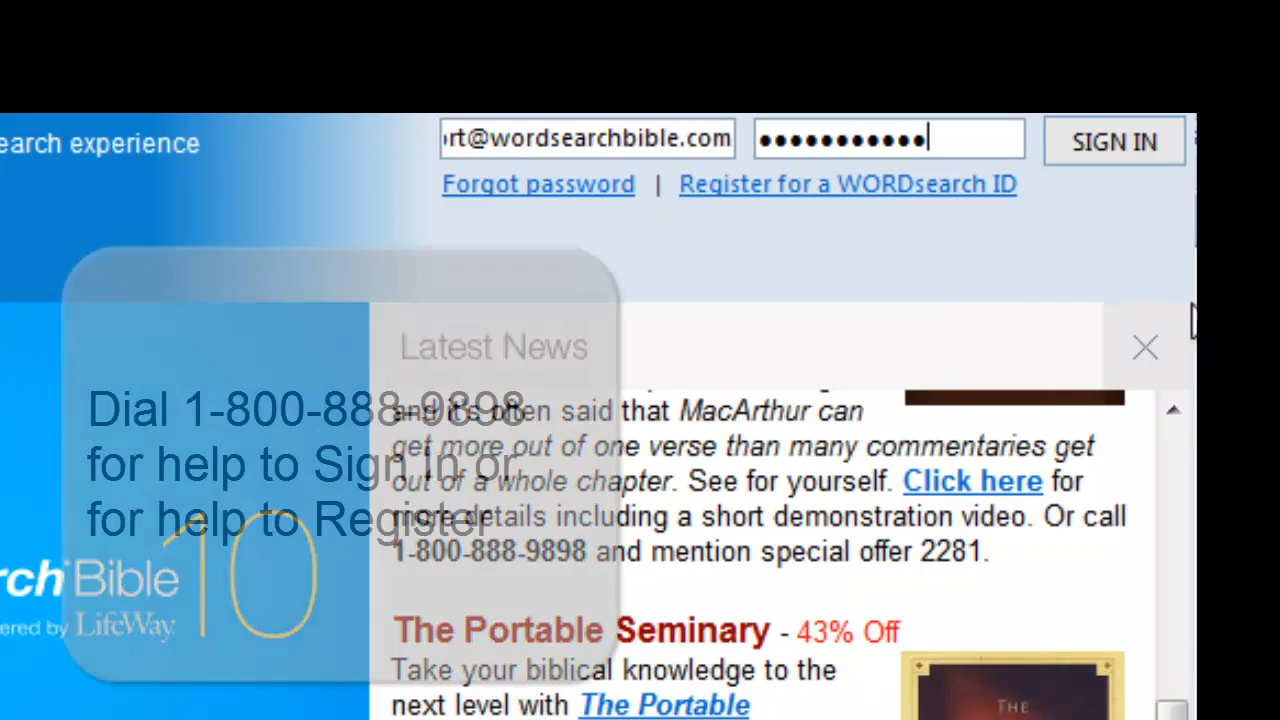 earch experience
rt@wordsearchbible.com
SIGN IN
Forgot password | Register for a WORDsearch ID
Latest News
Dial 1-800-888-9898
for help to Sign In or
for help to Register
and it's often said that MacArthur can
get more out of one verse than many commentaries get
out of a whole chapter. See for yourself. Click here for
more details including a short demonstration video. Or call
1-800-888-9898 and mention special offer 2281.
rch Bible 10
ered by LifeWay
The Portable Seminary - 43% Off
Take your biblical knowledge to the
next level with The Portable
THE